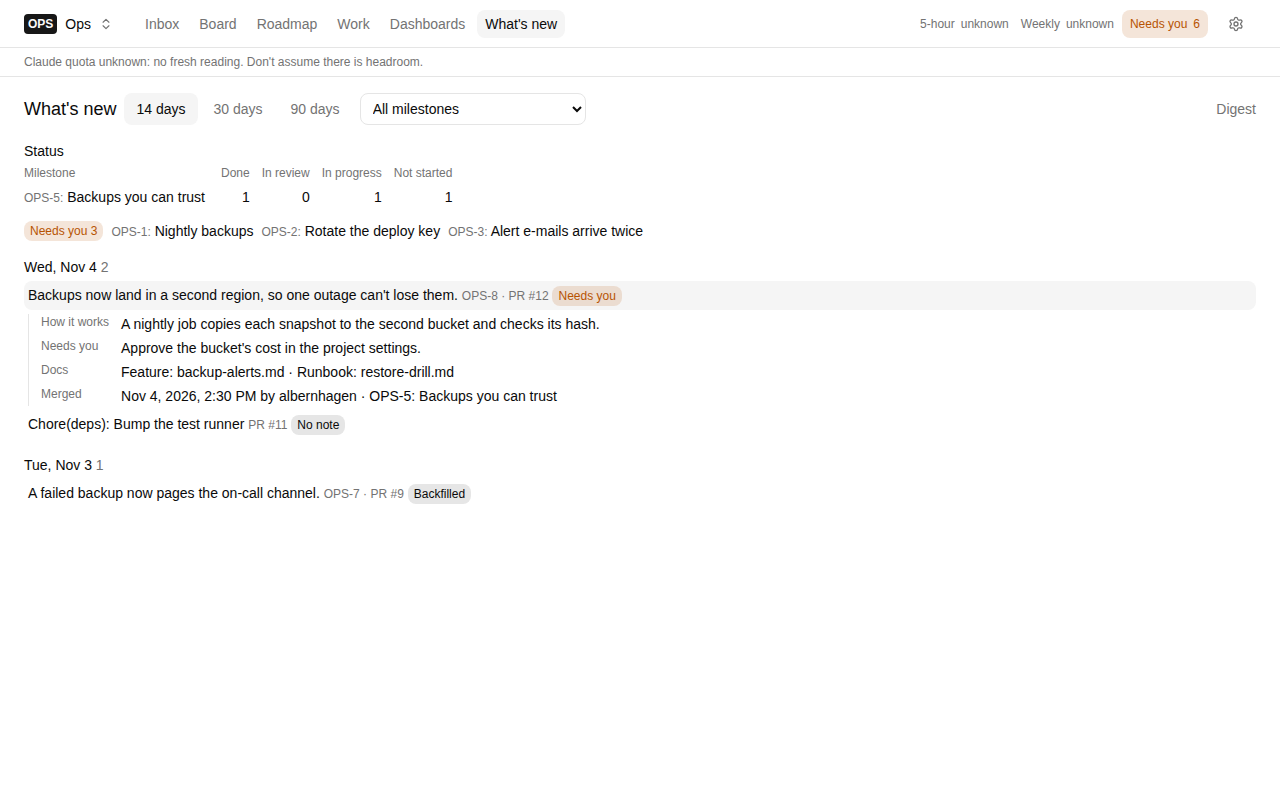 OPS Ops Inbox Board Roadmap Work Dashboards What's new 5-hour unknown Weekly unknown Needs you 6
Claude quota unknown: no fresh reading. Don't assume there is headroom.
What's new 14 days 30 days 90 days All milestones Digest
Status
Milestone Done In review In progress Not started
OPS-5: Backups you can trust 1 0 1 1
Needs you 3 OPS-1: Nightly backups OPS-2: Rotate the deploy key OPS-3: Alert e-mails arrive twice
Wed, Nov 4 2
Backups now land in a second region, so one outage can't lose them. OPS-8 · PR #12 Needs you
How it works A nightly job copies each snapshot to the second bucket and checks its hash.
Needs you Approve the bucket's cost in the project settings.
Docs Feature: backup-alerts.md · Runbook: restore-drill.md
Merged Nov 4, 2026, 2:30 PM by albernhagen · OPS-5: Backups you can trust
Chore(deps): Bump the test runner PR #11 No note
Tue, Nov 3 1
A failed backup now pages the on-call channel. OPS-7 · PR #9 Backfilled